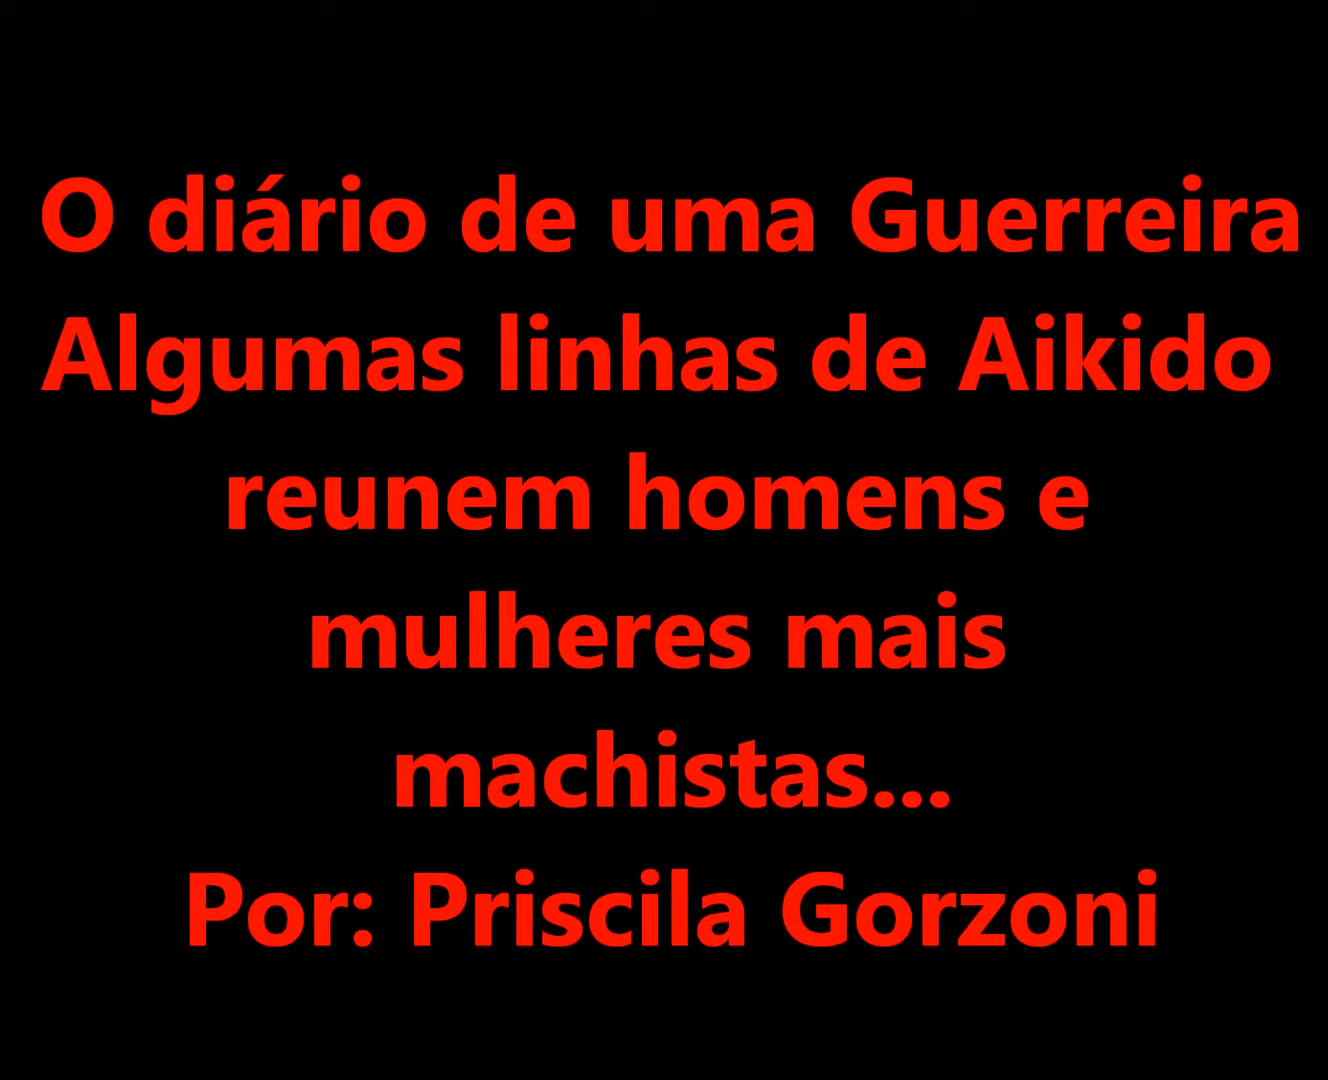 O diário de uma Guerreira
Algumas linhas de Aikido
reunem homens e
mulheres mais
machistas...
Por: Priscila Gorzoni